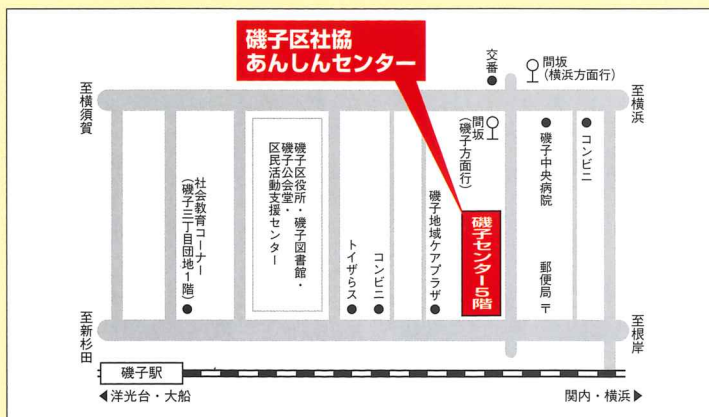 磯子区社協
あんしんセンター
交番
間坂
（横浜方面行）
至横須賀
至横浜
間坂
（磯子方面行）
磯子区役所・磯子図書館・
磯子公会堂・
区民活動支援センター
社会教育コーナー
（磯子三丁目団地1階）
トイザらス
コンビニ
磯子地域ケアプラザ
磯子センター5階
磯子中央病院
コンビニ
郵便局 〒
至新杉田
至根岸
磯子駅
◀洋光台・大船
関内・横浜▶